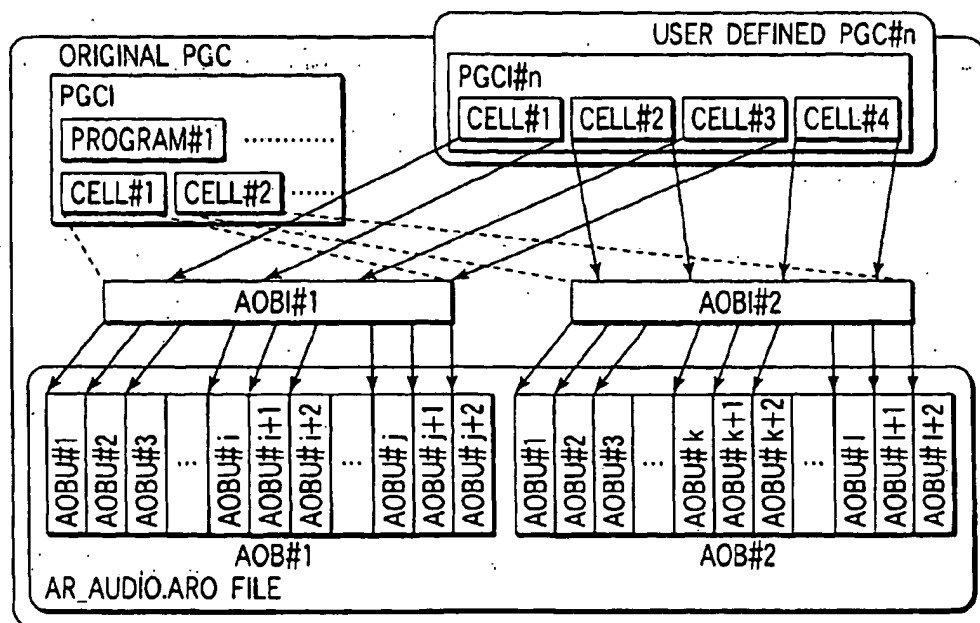 USER DEFINED PGC#n
ORIGINAL PGC
PGCI
PGCI#n
CELL#1 CELL#2 CELL#3 CELL#4
PROGRAM#1 ..........
CELL#1 CELL#2 ......
AOBI#1 AOBI#2
AOBU#1 AOBU#2 AOBU#3 ... AOBU#i AOBU#i+1 AOBU#i+2 ... AOBU#j AOBU#j+1 AOBU#j+2
AOBU#1 AOBU#2 AOBU#3 ... AOBU#k AOBU#k+1 AOBU#k+2 ... AOBU#l AOBU#l+1 AOBU#l+2
AOB#1 AOB#2
AR_AUDIO.ARO FILE